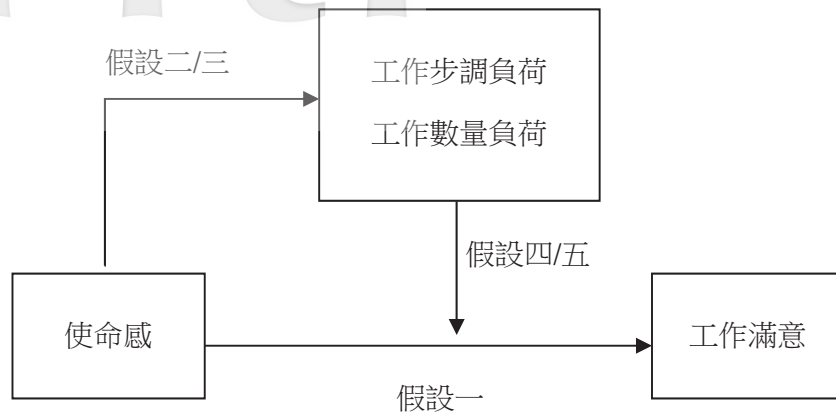 假設二/三
工作步調負荷
工作數量負荷
假設四/五
使命感
工作滿意
假設一